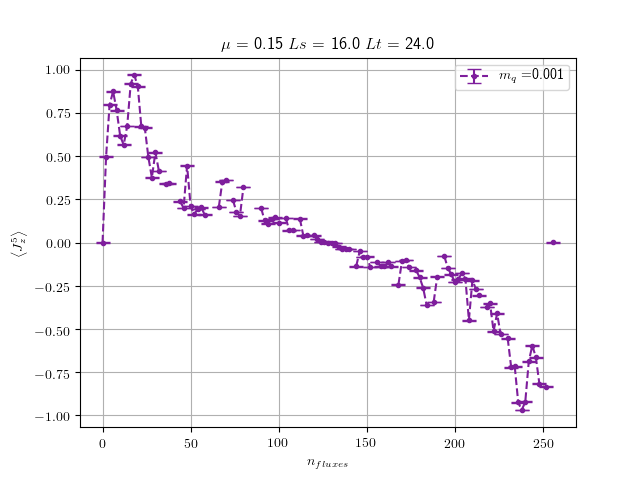 μ = 0.15 Ls = 16.0 Lt = 24.0
m_q =0.001
⟨J_z^5⟩
1.00
0.75
0.50
0.25
0.00
−0.25
−0.50
−0.75
−1.00
0 50 100 150 200 250
n_fluxes